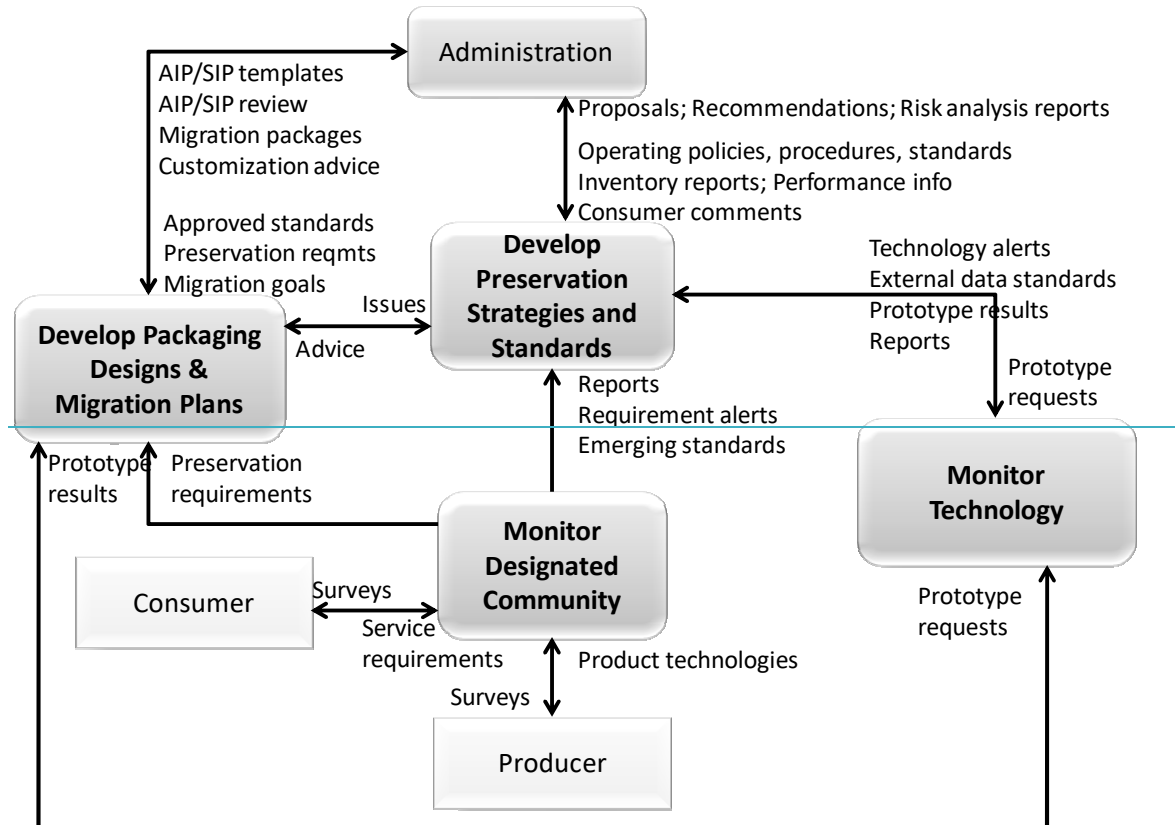 Administration
AIP/SIP templates
AIP/SIP review
Migration packages
Customization advice
Proposals; Recommendations; Risk analysis reports
Operating policies, procedures, standards
Inventory reports; Performance info
Consumer comments
Approved standards
Preservation reqmts
Migration goals
Develop
Preservation
Strategies and
Standards
Technology alerts
External data standards
Prototype results
Reports
Issues
Advice
Develop Packaging
Designs &
Migration Plans
Prototype
requests
Reports
Requirement alerts
Emerging standards
Prototype
results
Preservation
requirements
Monitor
Designated
Community
Monitor
Technology
Consumer
Surveys
Service
requirements
Prototype
requests
Product technologies
Surveys
Producer